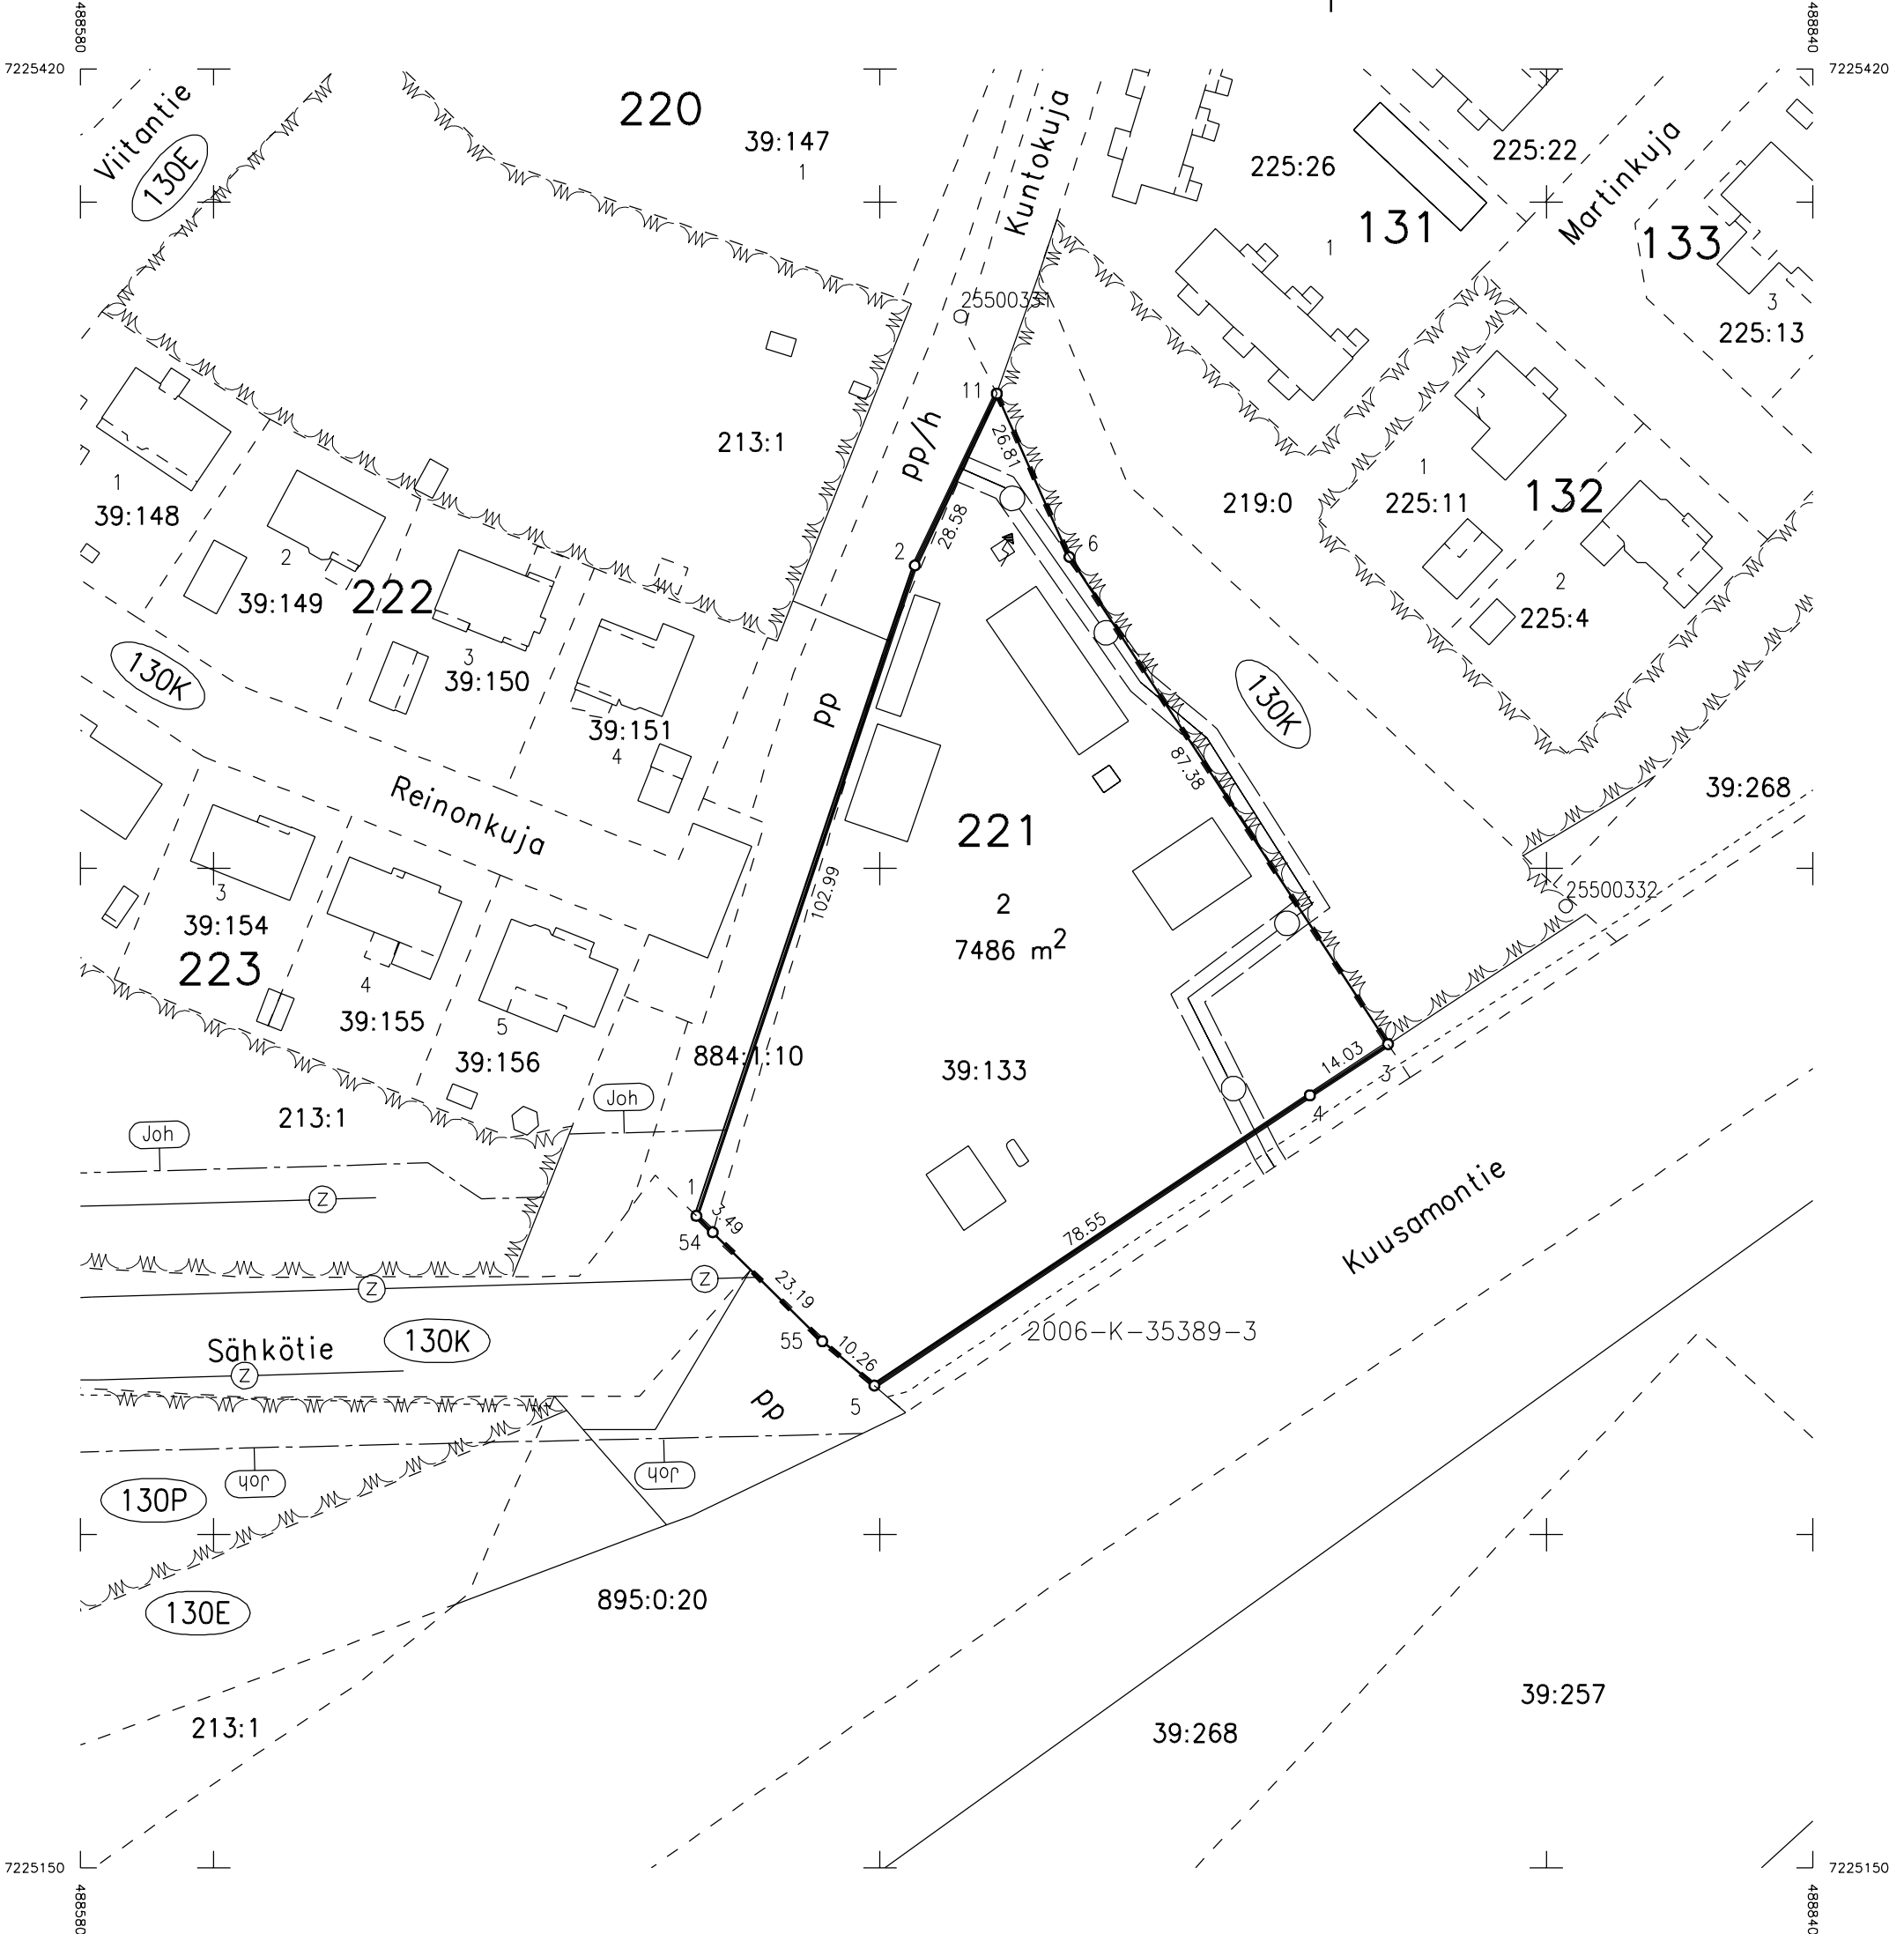 488580
488840
7225420
7225420
Viitantie
130E
220
39:147
1
Kuntokuja
225:26
225:22
Martinkuja
131
1
133
3
225:13
25500331
11
213:1
pp/h
26.81
1
39:148
2
39:149
222
3
39:150
39:151
4
130K
2
28.58
6
219:0
1
225:11
132
2
225:4
pp
130K
87.38
Reinonkuja
221
39:268
2
7486 m2
102.99
25500332
3
39:154
223
4
39:155
5
39:156
884:1:10
39:133
14.03
3
4
213:1
Joh
Joh
1
3.49
54
Z
Z
Z
23.19
78.55
Kuusamontie
Sähkötie
130K
Z
55
10.26
2006-K-35389-3
5
pp
Joh
Joh
130P
130E
895:0:20
39:257
213:1
39:268
7225150
7225150
488580
488840